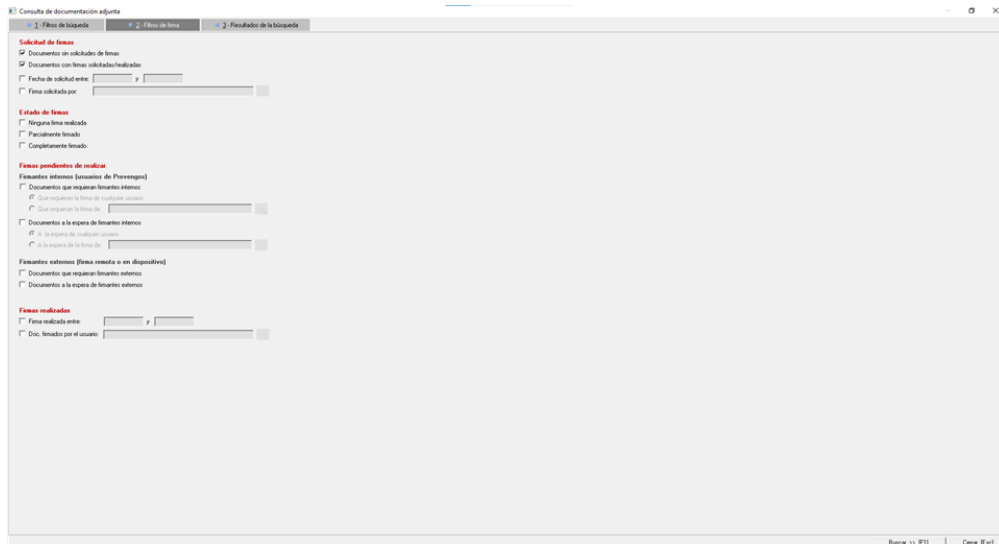 Consulta de documentación adjunta
1 - Filtros de búqueda
2 - Filtros de firma
3 - Resultados de la búsqueda
Solicitud de firmas
Documentos sin solicitudes de firmas
Documentos con firmas solicitadas/realizadas
Fecha de solicitud entre: y
Firma solicitada por:
Estado de firmas
Ninguna firma realizada
Parcialmente firmado
Completamente firmado
Firmas pendientes de realizar
Firmantes internos (usuarios de Prevengos)
Documentos que requieran firmantes internos
Que requieran la firma de cualquier usuario
Que requieran la firma de:
Documentos a la espera de firmantes internos
A la espera de cualquier usuario
A la espera de la firma de:
Firmantes externos (firma remota o en dispositivo)
Documentos que requieran firmantes externos
Documentos a la espera de firmantes externos
Firmas realizadas
Firma realizada entre: y
Doc. firmados por el usuario:
Buscar >> [F1] Cerrar [Esc]